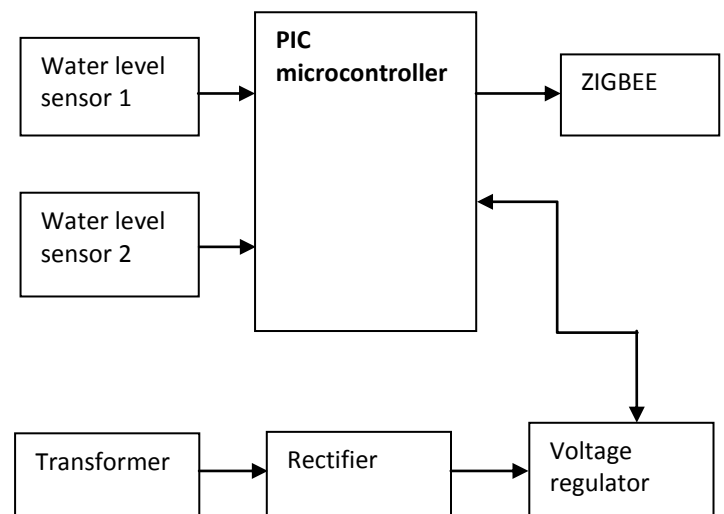 PIC
microcontroller
Water level
sensor 1
ZIGBEE
Water level
sensor 2
Transformer
Rectifier
Voltage
regulator